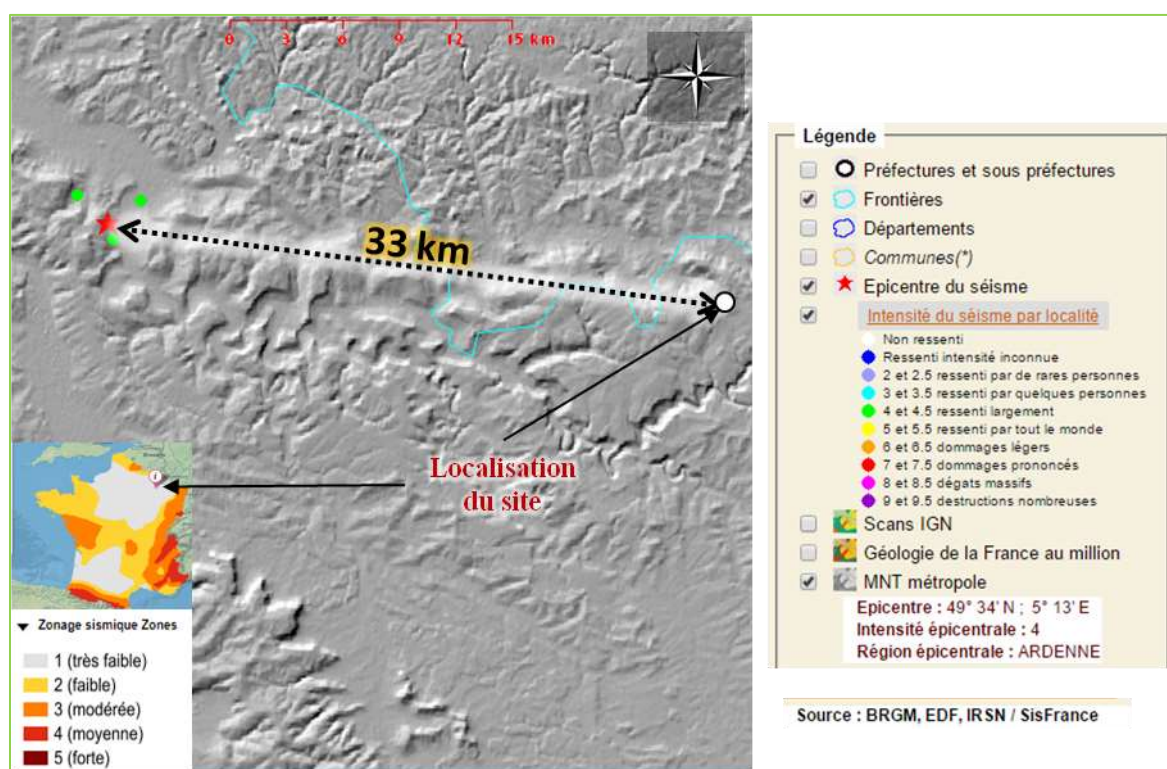 0 3 6 9 12 15 km
33 km
Localisation
du site
Zonage sismique Zones
1 (très faible)
2 (faible)
3 (modérée)
4 (moyenne)
5 (forte)
Légende
Préfectures et sous préfectures
Frontières
Départements
Communes(*)
Epicentre du séisme
Intensité du séisme par localité
Non ressenti
Ressenti intensité inconnue
2 et 2.5 ressenti par de rares personnes
3 et 3.5 ressenti par quelques personnes
4 et 4.5 ressenti largement
5 et 5.5 ressenti par tout le monde
6 et 6.5 dommages légers
7 et 7.5 dommages prononcés
8 et 8.5 dégats massifs
9 et 9.5 destructions nombreuses
Scans IGN
Géologie de la France au million
MNT métropole
Epicentre : 49° 34' N ; 5° 13' E
Intensité épicentrale : 4
Région épicentrale : ARDENNE
Source : BRGM, EDF, IRSN / SisFrance